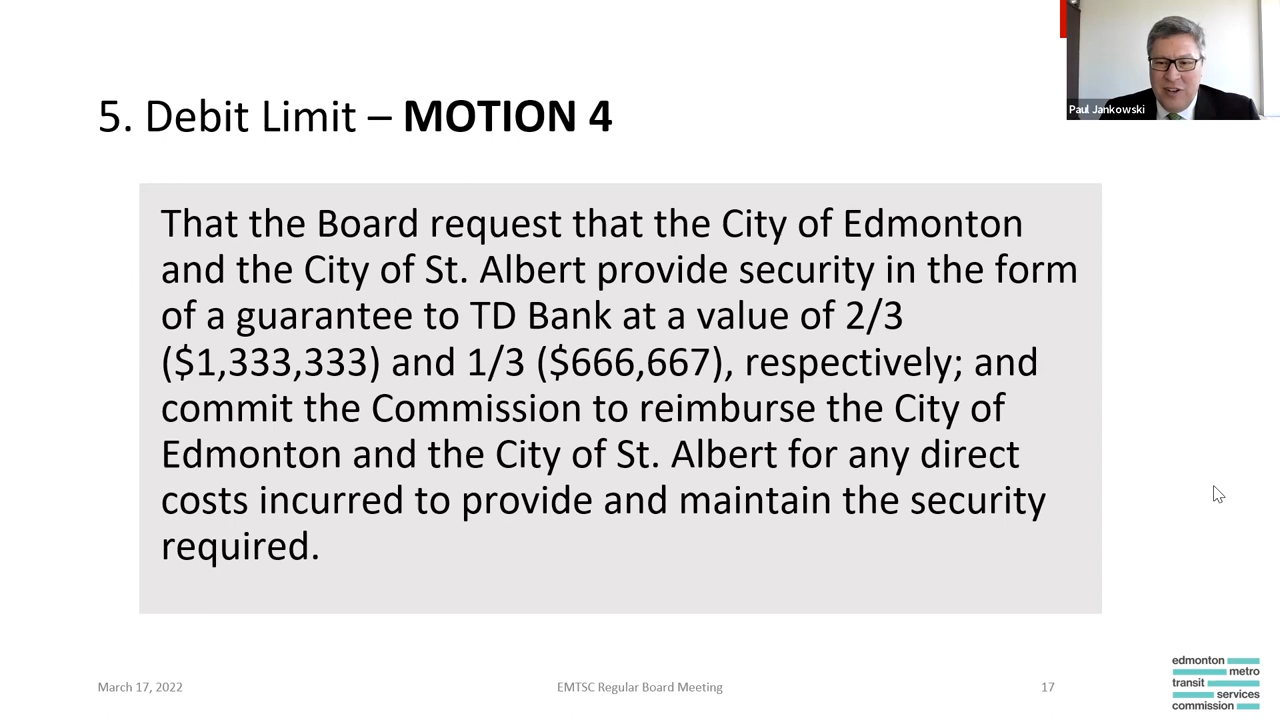 Paul Jankowski
5. Debit Limit – MOTION 4
That the Board request that the City of Edmonton
and the City of St. Albert provide security in the form
of a guarantee to TD Bank at a value of 2/3
($1,333,333) and 1/3 ($666,667), respectively; and
commit the Commission to reimburse the City of
Edmonton and the City of St. Albert for any direct
costs incurred to provide and maintain the security
required.
March 17, 2022
EMTSC Regular Board Meeting
17
edmonton
metro
transit
services
commission